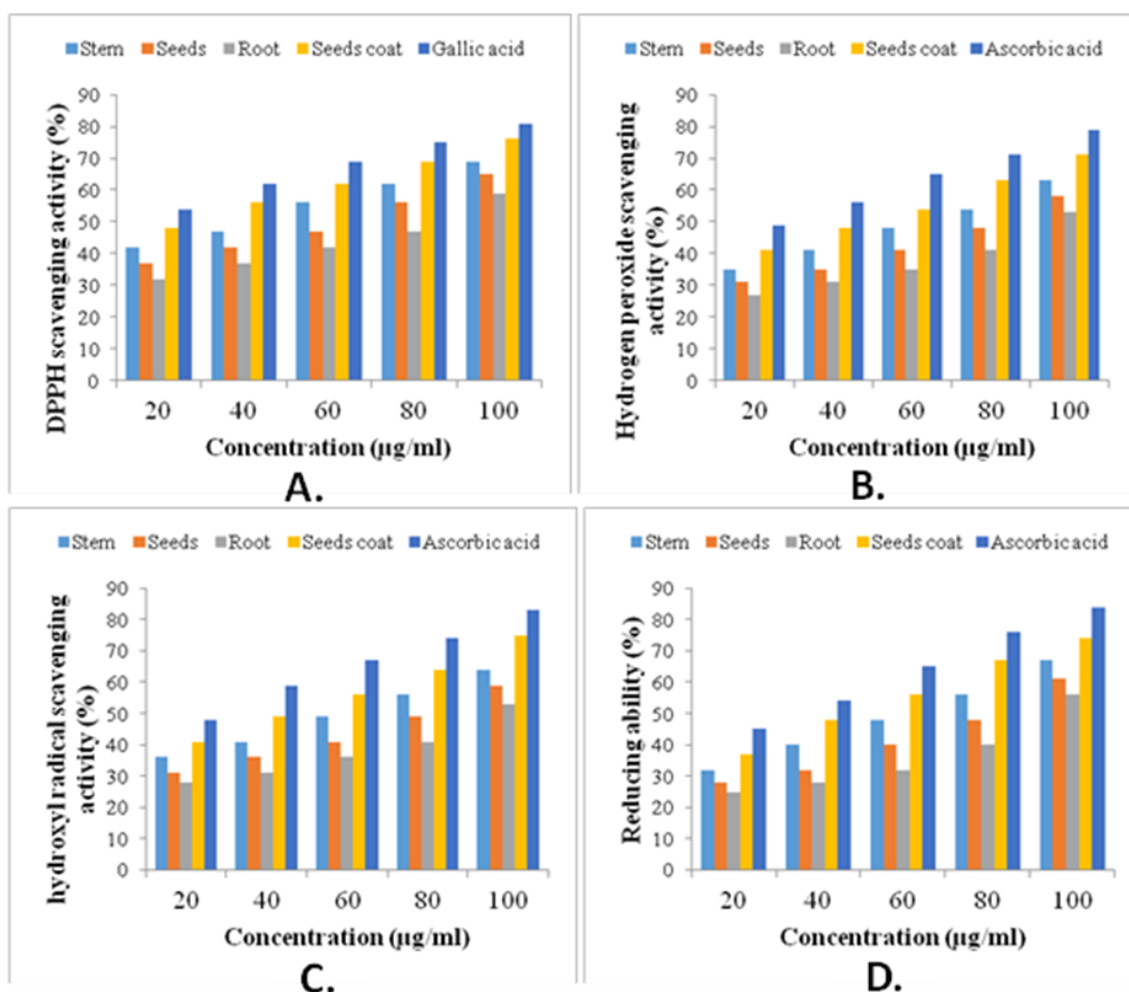 Stem Seeds Root Seeds coat Gallic acid
DPPH scavenging activity (%)
90
80
70
60
50
40
30
20
10
0
20 40 60 80 100
Concentration (µg/ml)
A.
Stem Seeds Root Seeds coat Ascorbic acid
Hydrogen peroxide scavenging
activity (%)
90
80
70
60
50
40
30
20
10
0
20 40 60 80 100
Concentration (µg/ml)
B.
Stem Seeds Root Seeds coat Ascorbic acid
hydroxyl radical scavenging
activity (%)
90
80
70
60
50
40
30
20
10
0
20 40 60 80 100
Concentration (µg/ml)
C.
Stem Seeds Root Seeds coat Ascorbic acid
Reducing ability (%)
90
80
70
60
50
40
30
20
10
0
20 40 60 80 100
Concentration (µg/ml)
D.